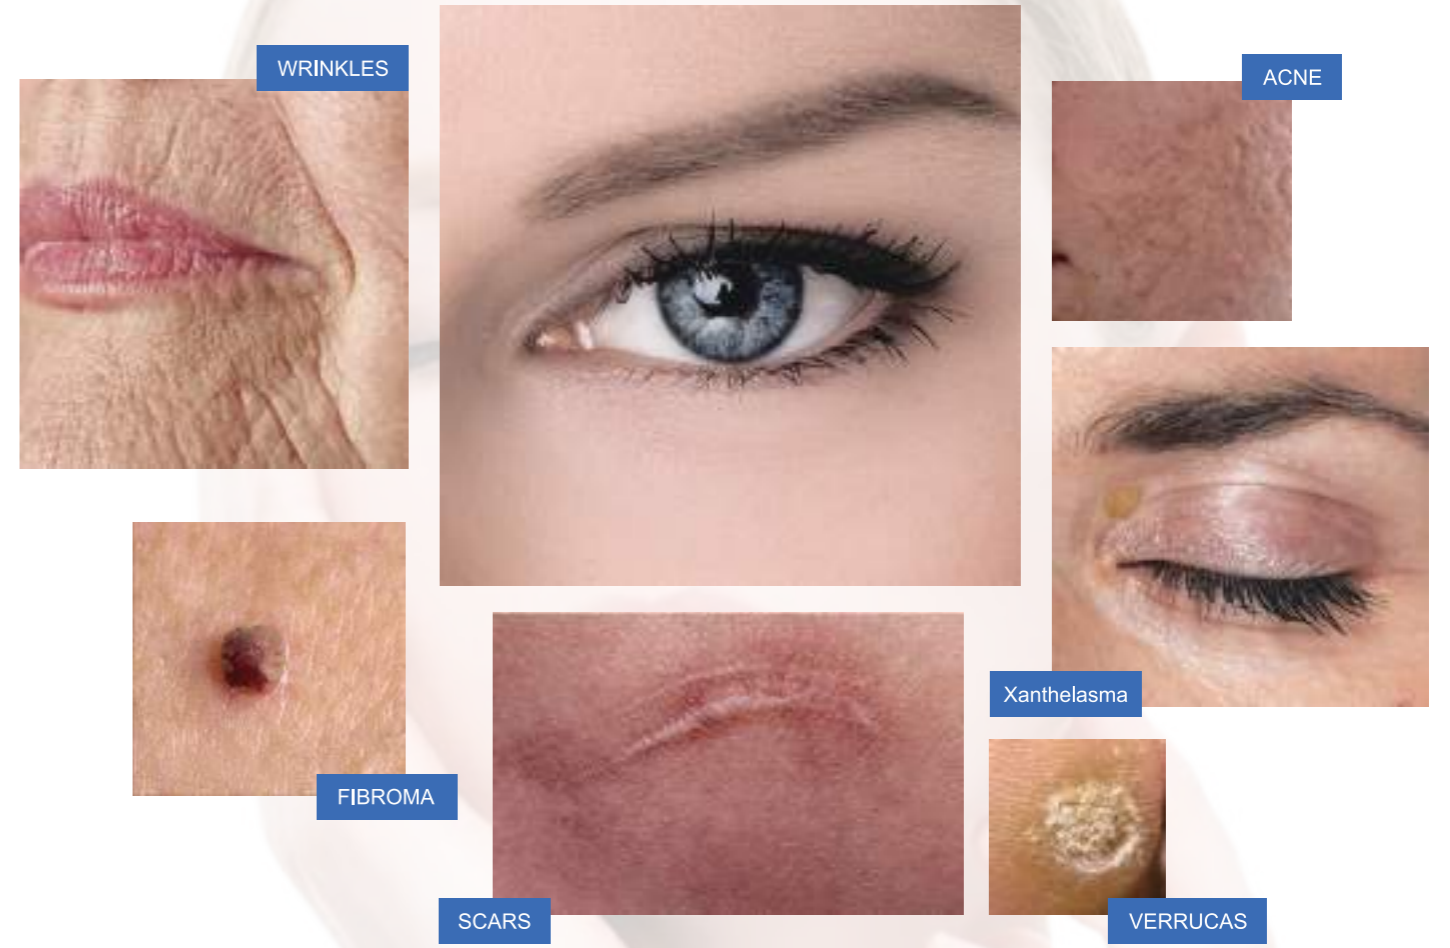 WRINKLES
ACNE
Xanthelasma
FIBROMA
SCARS
VERRUCAS